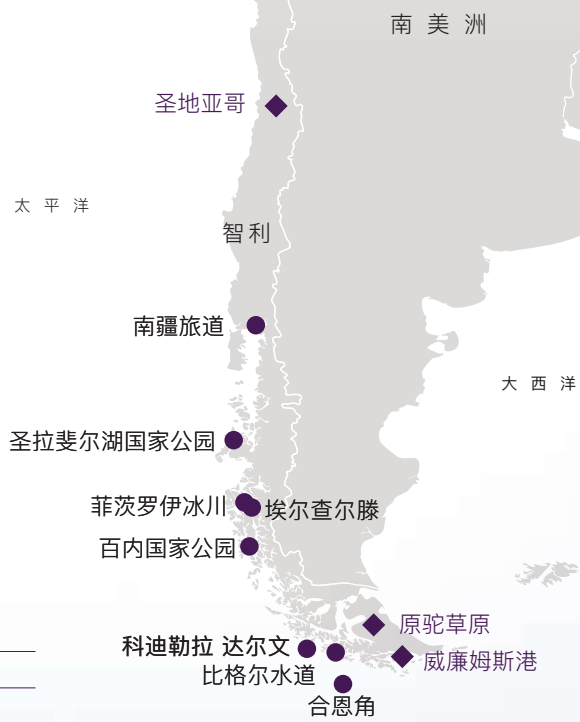 南美洲
圣地亚哥
太平洋
智利
南疆旅道
大西洋
圣拉斐尔湖国家公园
菲茨罗伊冰川
埃尔查尔滕
百内国家公园
原驼草原
科迪勒拉 达尔文
威廉姆斯港
比格尔水道
合恩角